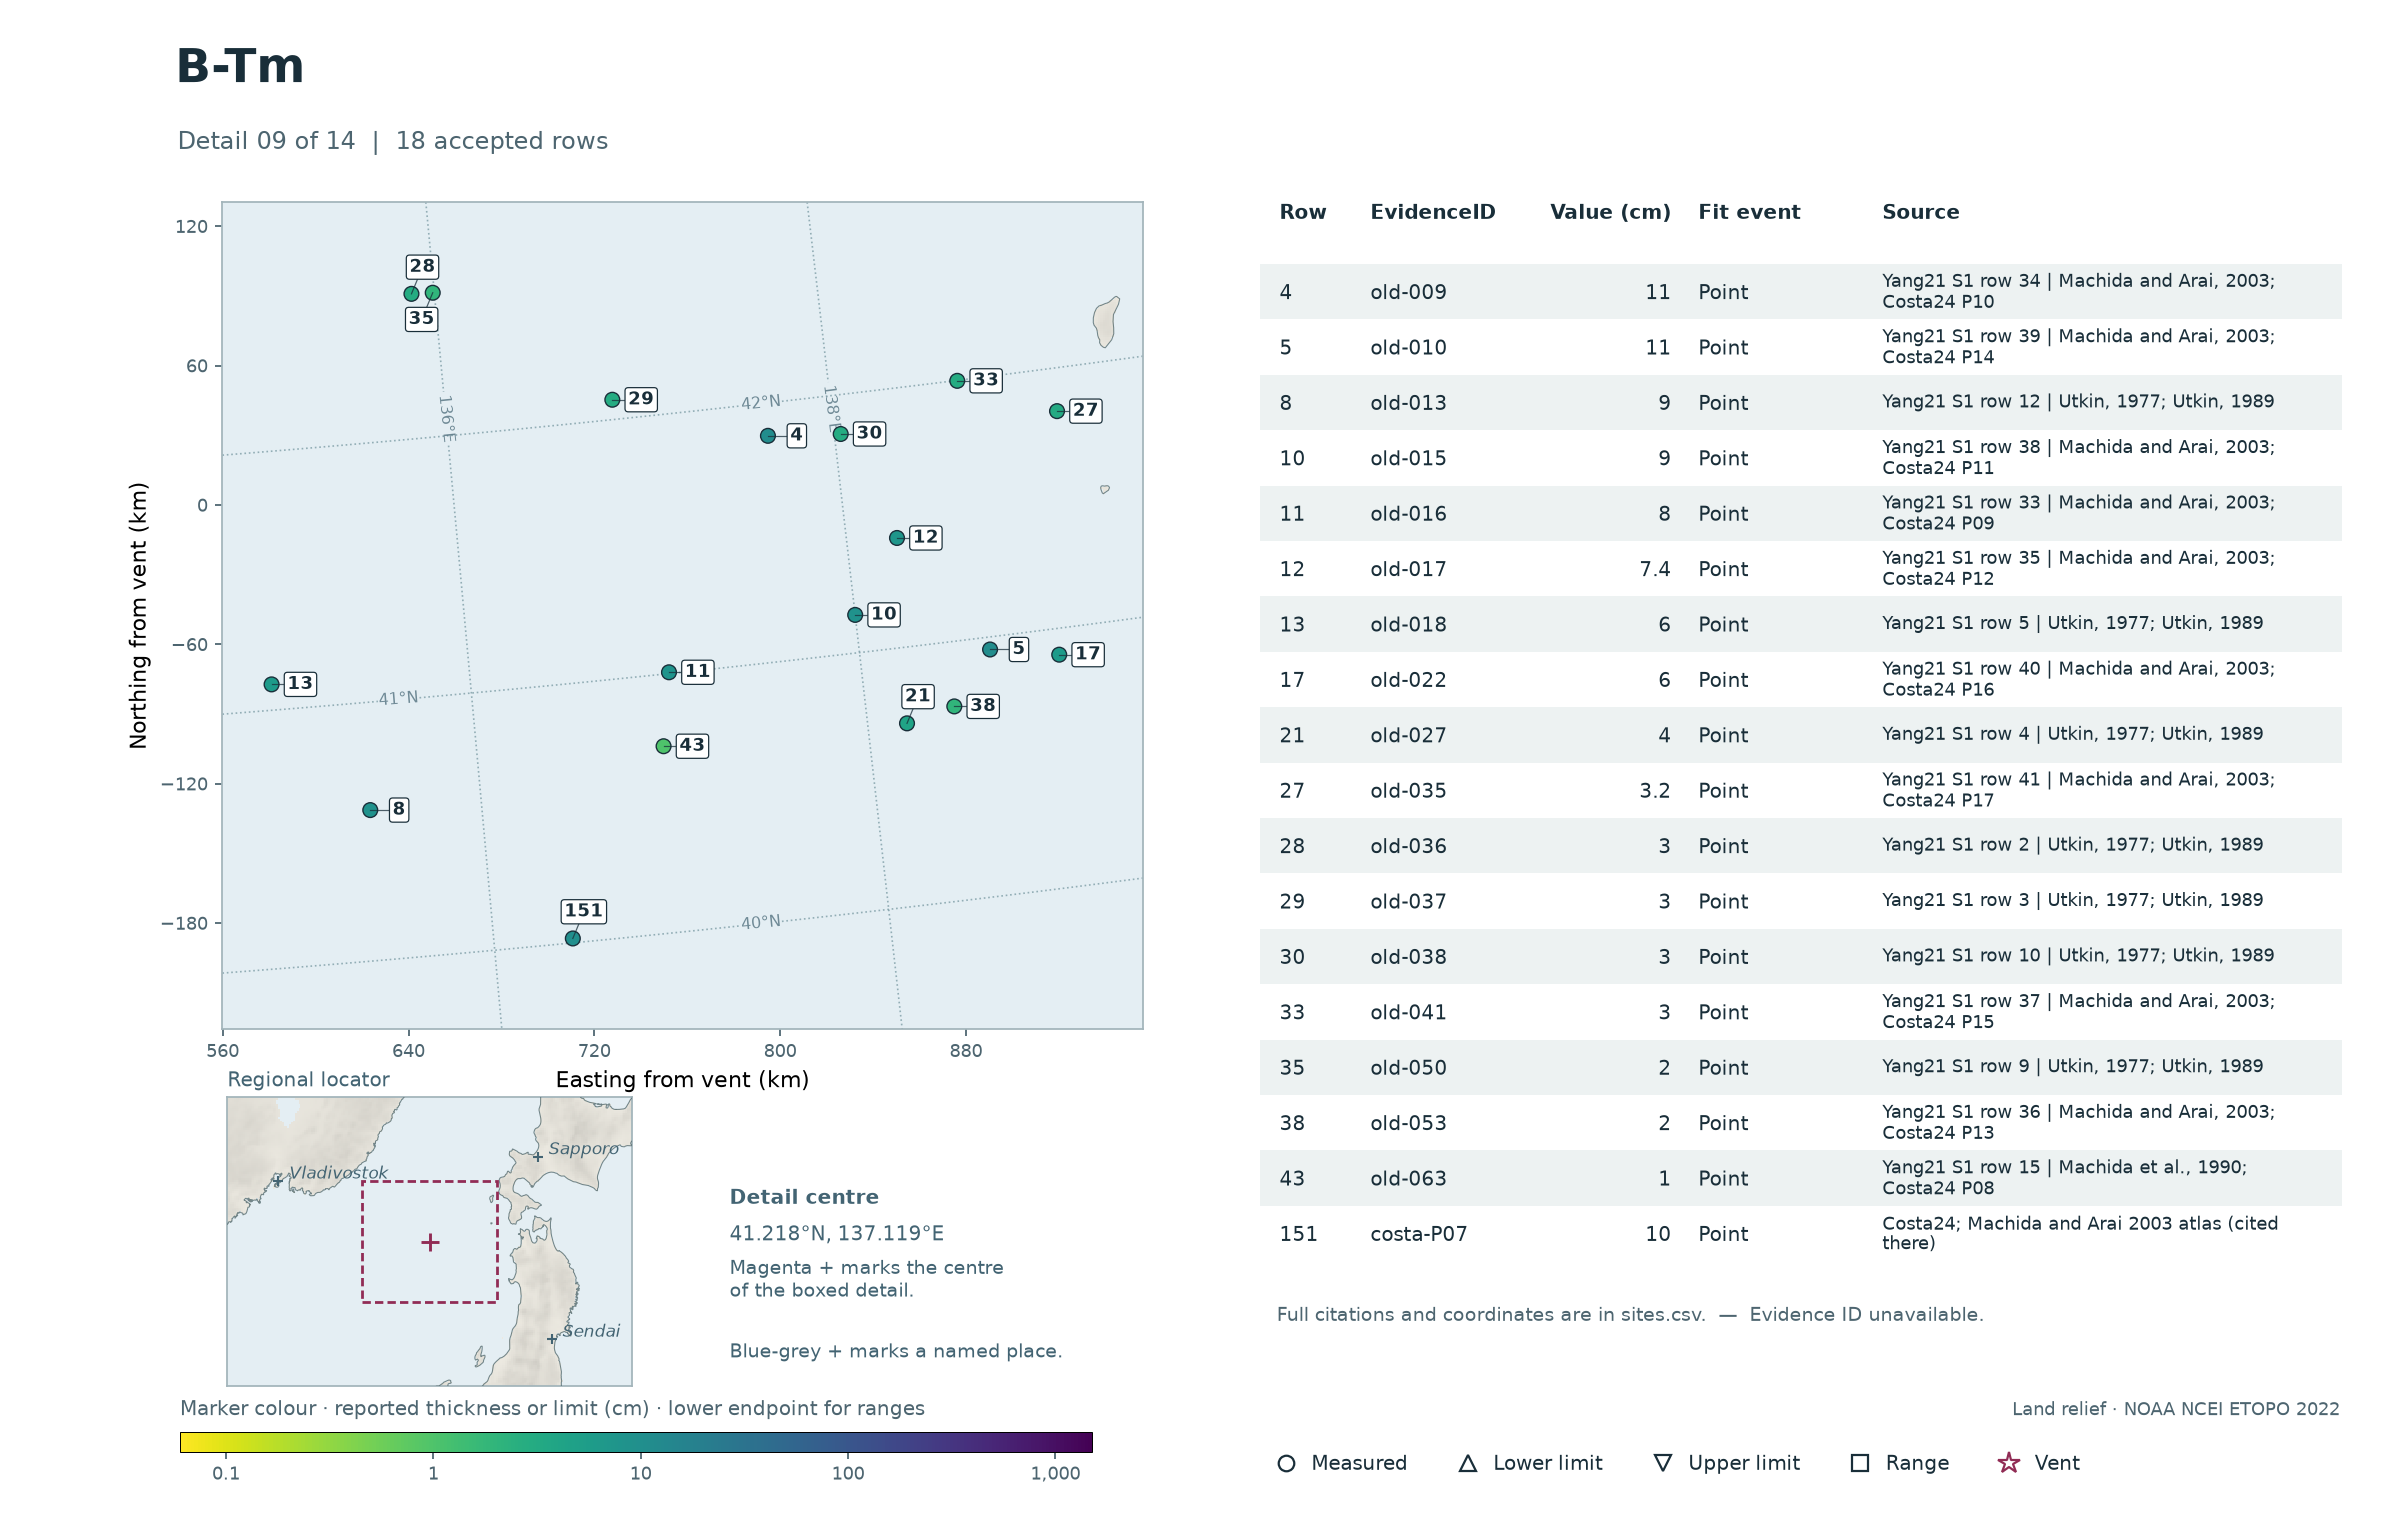 B-Tm
Detail 09 of 14 | 18 accepted rows
Northing from vent (km)
120
60
0
−60
−120
−180
28
35
29
33
27
4
30
12
10
5
17
13
11
21
38
43
8
151
136°E
138°E
42°N
41°N
40°N
560
640
720
800
880
Easting from vent (km)
Regional locator
Vladivostok
Sapporo
Sendai
Detail centre
41.218°N, 137.119°E
Magenta + marks the centre
of the boxed detail.
Blue-grey + marks a named place.
Marker colour · reported thickness or limit (cm) · lower endpoint for ranges
0.1
1
10
100
1,000
Row EvidenceID Value (cm) Fit event Source
4 old-009 11 Point Yang21 S1 row 34 | Machida and Arai, 2003;
Costa24 P10
5 old-010 11 Point Yang21 S1 row 39 | Machida and Arai, 2003;
Costa24 P14
8 old-013 9 Point Yang21 S1 row 12 | Utkin, 1977; Utkin, 1989
10 old-015 9 Point Yang21 S1 row 38 | Machida and Arai, 2003;
Costa24 P11
11 old-016 8 Point Yang21 S1 row 33 | Machida and Arai, 2003;
Costa24 P09
12 old-017 7.4 Point Yang21 S1 row 35 | Machida and Arai, 2003;
Costa24 P12
13 old-018 6 Point Yang21 S1 row 5 | Utkin, 1977; Utkin, 1989
17 old-022 6 Point Yang21 S1 row 40 | Machida and Arai, 2003;
Costa24 P16
21 old-027 4 Point Yang21 S1 row 4 | Utkin, 1977; Utkin, 1989
27 old-035 3.2 Point Yang21 S1 row 41 | Machida and Arai, 2003;
Costa24 P17
28 old-036 3 Point Yang21 S1 row 2 | Utkin, 1977; Utkin, 1989
29 old-037 3 Point Yang21 S1 row 3 | Utkin, 1977; Utkin, 1989
30 old-038 3 Point Yang21 S1 row 10 | Utkin, 1977; Utkin, 1989
33 old-041 3 Point Yang21 S1 row 37 | Machida and Arai, 2003;
Costa24 P15
35 old-050 2 Point Yang21 S1 row 9 | Utkin, 1977; Utkin, 1989
38 old-053 2 Point Yang21 S1 row 36 | Machida and Arai, 2003;
Costa24 P13
43 old-063 1 Point Yang21 S1 row 15 | Machida et al., 1990;
Costa24 P08
151 costa-P07 10 Point Costa24; Machida and Arai 2003 atlas (cited
there)
Full citations and coordinates are in sites.csv. — Evidence ID unavailable.
Land relief · NOAA NCEI ETOPO 2022
Measured Lower limit Upper limit Range Vent